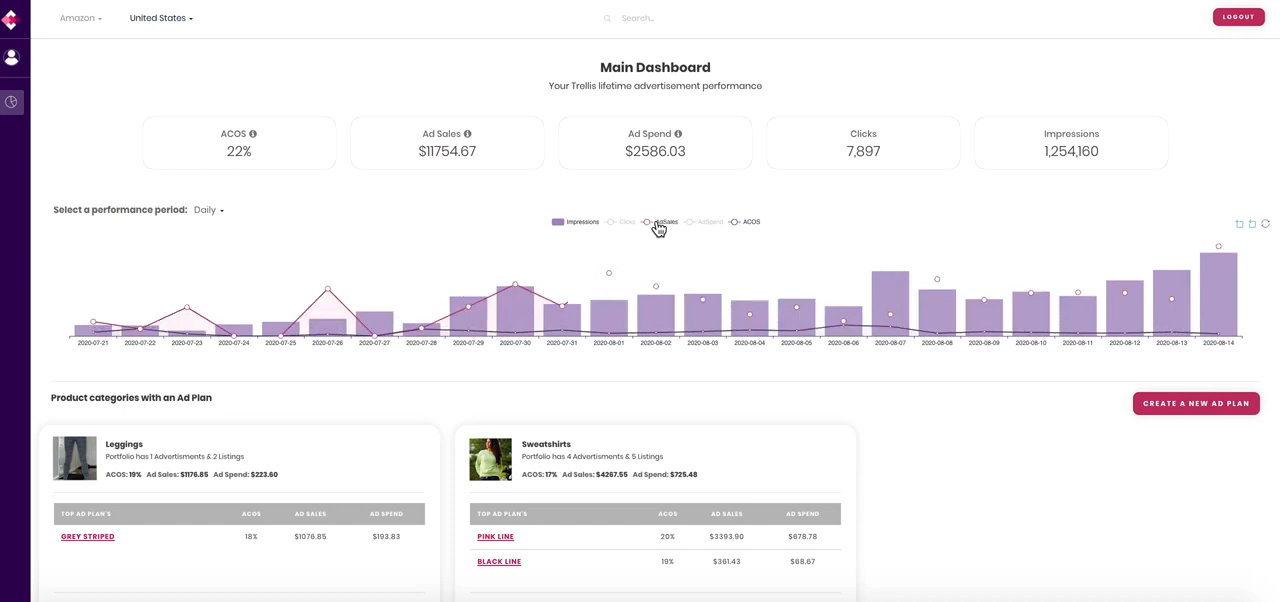 Amazon
United States
Search...
LOGOUT
Main Dashboard
Your Trellis lifetime advertisement performance
ACOS
22%
Ad Sales
$11754.67
Ad Spend
$2586.03
Clicks
7,897
Impressions
1,254,160
Select a performance period: Daily
Impressions Clicks AdSales AdSpend ACOS
2020-07-21 2020-07-22 2020-07-23 2020-07-24 2020-07-25 2020-07-26 2020-07-27 2020-07-28 2020-07-29 2020-07-30 2020-07-31 2020-08-01 2020-08-02 2020-08-03 2020-08-04 2020-08-05 2020-08-06 2020-08-07 2020-08-08 2020-08-09 2020-08-10 2020-08-11 2020-08-12 2020-08-13 2020-08-14
Product categories with an Ad Plan
CREATE A NEW AD PLAN
Leggings
Portfolio has 1 Advertisments & 2 Listings
ACOS: 19% Ad Sales: $1176.85 Ad Spend: $223.60
TOP AD PLAN'S ACOS AD SALES AD SPEND
GREY STRIPED 18% $1076.85 $193.83
Sweatshirts
Portfolio has 4 Advertisments & 5 Listings
ACOS: 17% Ad Sales: $4267.55 Ad Spend: $725.48
TOP AD PLAN'S ACOS AD SALES AD SPEND
PINK LINE 20% $3393.90 $678.78
BLACK LINE 19% $361.43 $68.67